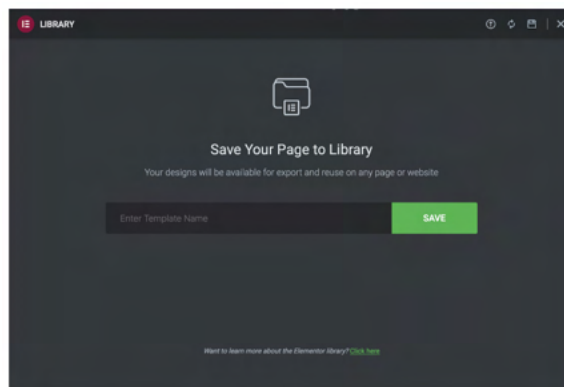 LIBRARY
Save Your Page to Library
Your designs will be available for export and reuse on any page or website
Enter Template Name
SAVE
Want to learn more about the Elementor library? Click here